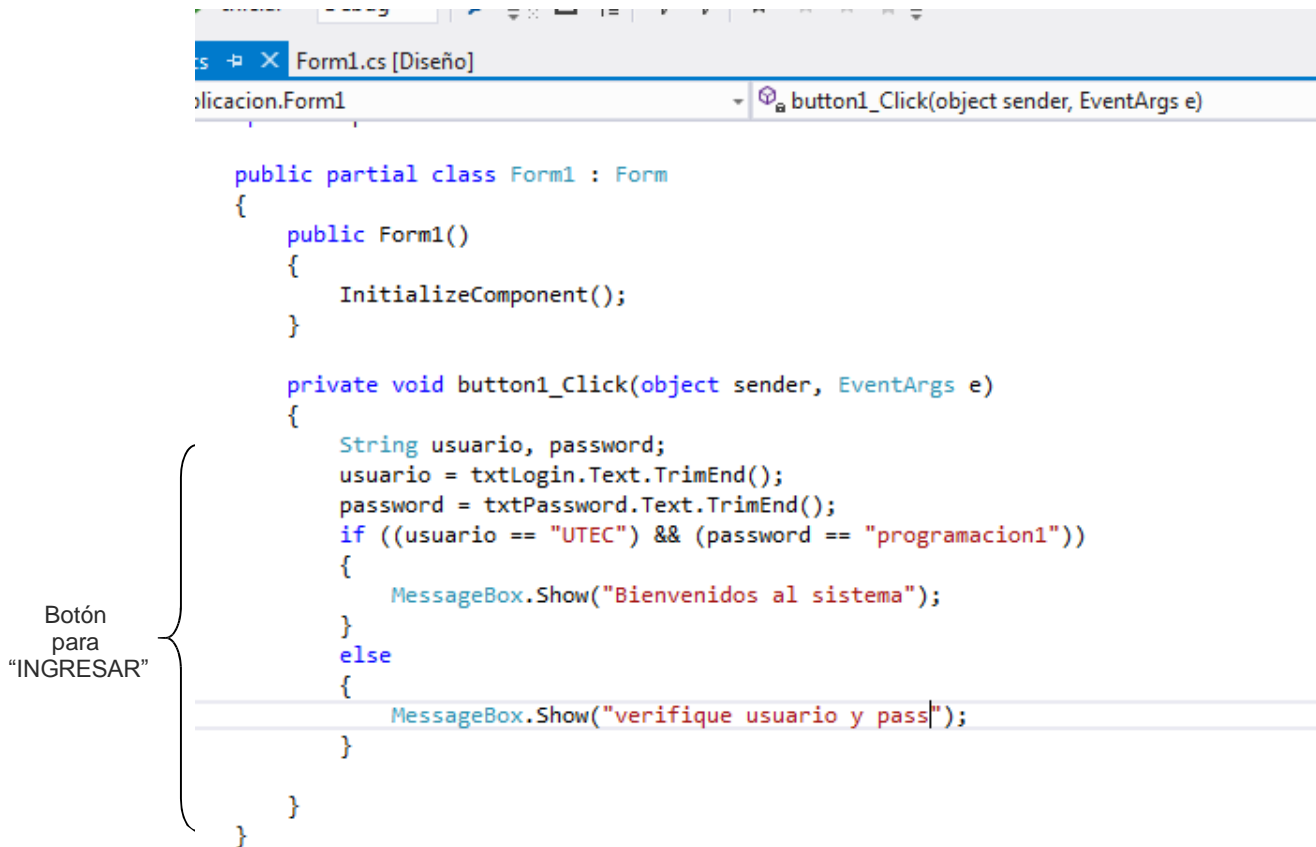 Form1.cs [Diseño]
button1_Click(object sender, EventArgs e)
public partial class Form1 : Form
{
public Form1()
{
InitializeComponent();
}
private void button1_Click(object sender, EventArgs e)
{
String usuario, password;
usuario = txtLogin.Text.TrimEnd();
password = txtPassword.Text.TrimEnd();
if ((usuario == "UTEC") && (password == "programacion1"))
{
MessageBox.Show("Bienvenidos al sistema");
}
else
{
MessageBox.Show("verifique usuario y pass");
}
}
}
Botón
para
“INGRESAR”